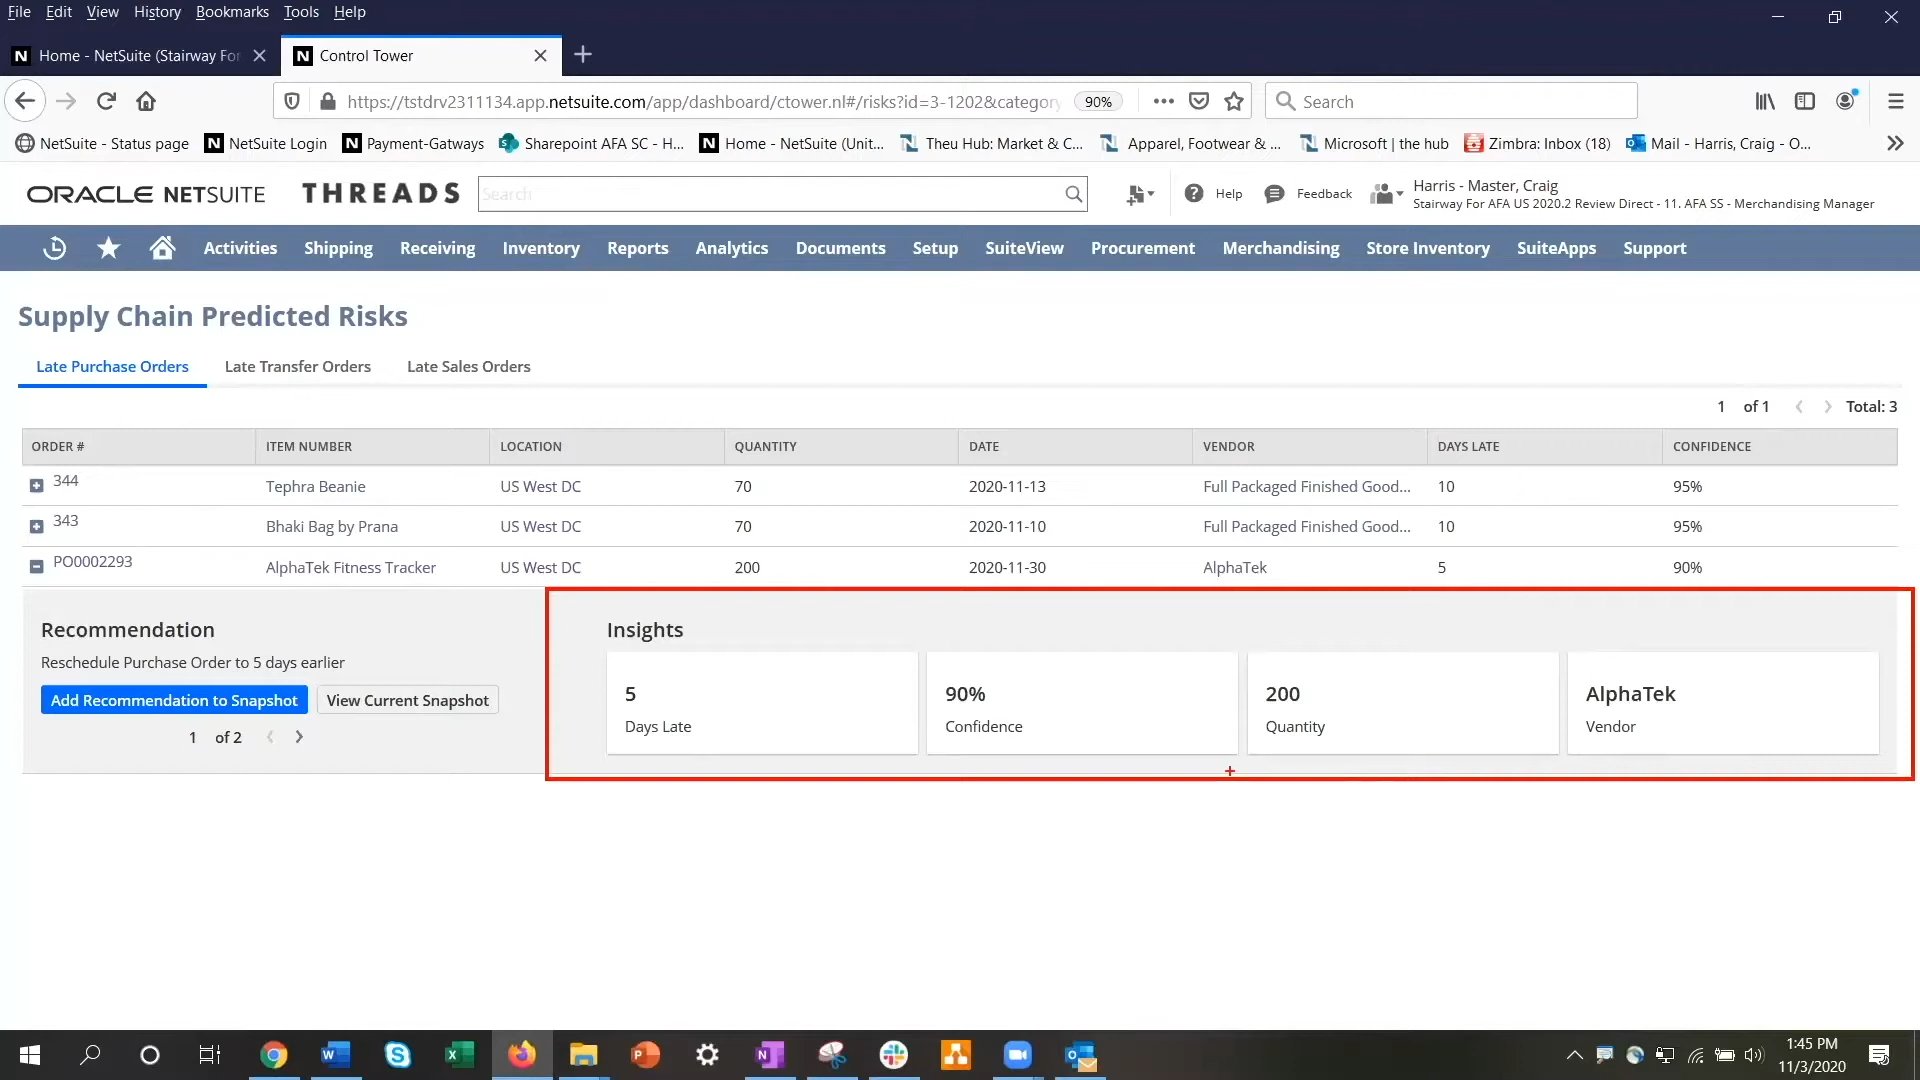 File Edit View History Bookmarks Tools Help
Home - NetSuite (Stairway For
Control Tower
https://tstdrv2311134.app.netsuite.com/app/dashboard/ctower.nl#/risks?id=3-1202&category
90%
Search
NetSuite - Status page
NetSuite Login
Payment-Gatways
Sharepoint AFA SC - H...
Home - NetSuite (Unit...
Theu Hub: Market & C...
Apparel, Footwear & ...
Microsoft | the hub
Zimbra: Inbox (18)
Mail - Harris, Craig - O...
ORACLE NETSUITE
THREADS
Search
Help
Feedback
Harris - Master, Craig
Stairway For AFA US 2020.2 Review Direct - 11. AFA SS - Merchandising Manager
Activities Shipping Receiving Inventory Reports Analytics Documents Setup SuiteView Procurement Merchandising Store Inventory SuiteApps Support
Supply Chain Predicted Risks
Late Purchase Orders Late Transfer Orders Late Sales Orders
1 of 1 Total: 3
ORDER # ITEM NUMBER LOCATION QUANTITY DATE VENDOR DAYS LATE CONFIDENCE
344 Tephra Beanie US West DC 70 2020-11-13 Full Packaged Finished Good... 10 95%
343 Bhaki Bag by Prana US West DC 70 2020-11-10 Full Packaged Finished Good... 10 95%
PO0002293 AlphaTek Fitness Tracker US West DC 200 2020-11-30 AlphaTek 5 90%
Recommendation
Reschedule Purchase Order to 5 days earlier
Add Recommendation to Snapshot
View Current Snapshot
1 of 2
Insights
5
Days Late
90%
Confidence
200
Quantity
AlphaTek
Vendor
1:45 PM
11/3/2020